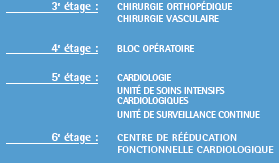 3e étage : CHIRURGIE ORTHOPÉDIQUE
CHIRURGIE VASCULAIRE
4e étage : BLOC OPÉRATOIRE
5e étage : CARDIOLOGIE
UNITÉ DE SOINS INTENSIFS
CARDIOLOGIQUES
UNITÉ DE SURVEILLANCE CONTINUE
6e étage : CENTRE DE RÉÉDUCATION
FONCTIONNELLE CARDIOLOGIQUE